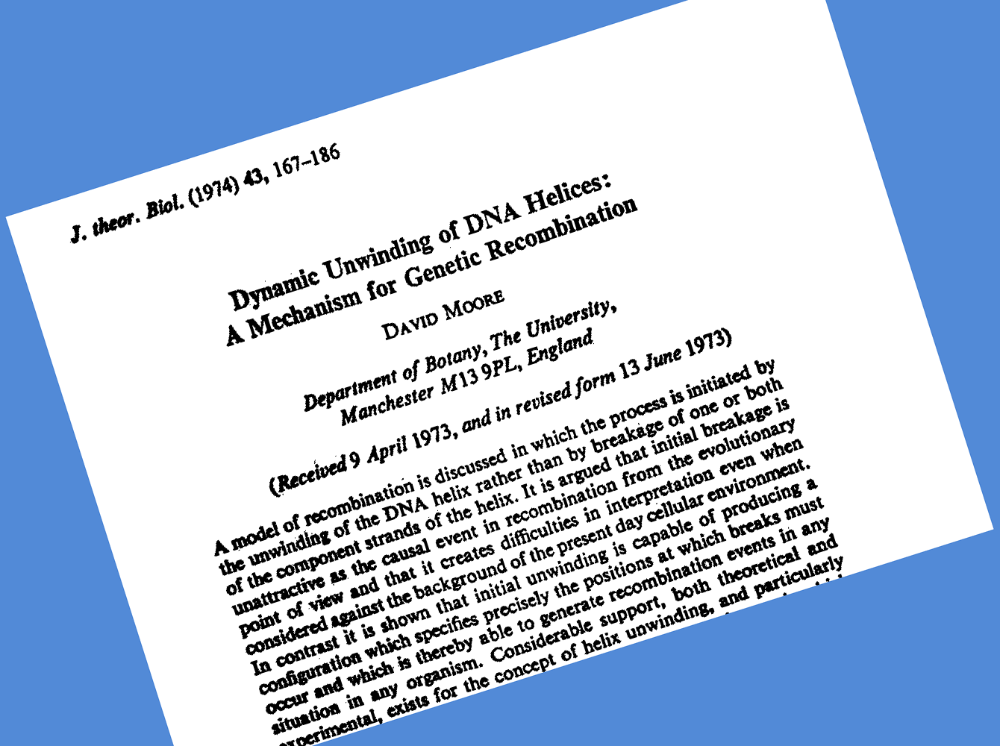 J. theor. Biol. (1974) 43, 167–186
Dynamic Unwinding of DNA Helices:
A Mechanism for Genetic Recombination
DAVID MOORE
Department of Botany, The University,
Manchester M13 9PL, England
(Received 9 April 1973, and in revised form 13 June 1973)
A model of recombination is discussed in which the process is initiated by
the unwinding of the DNA helix rather than by breakage of one or both
of the component strands of the helix. It is argued that initial breakage is
unattractive as the causal event in recombination from the evolutionary
point of view and that it creates difficulties in interpretation even when
considered against the background of the present day cellular environment.
In contrast it is shown that initial unwinding is capable of producing a
configuration which specifies precisely the positions at which breaks must
occur and which is thereby able to generate recombination events in any
situation in any organism. Considerable support, both theoretical and
experimental, exists for the concept of helix unwinding, and particularly